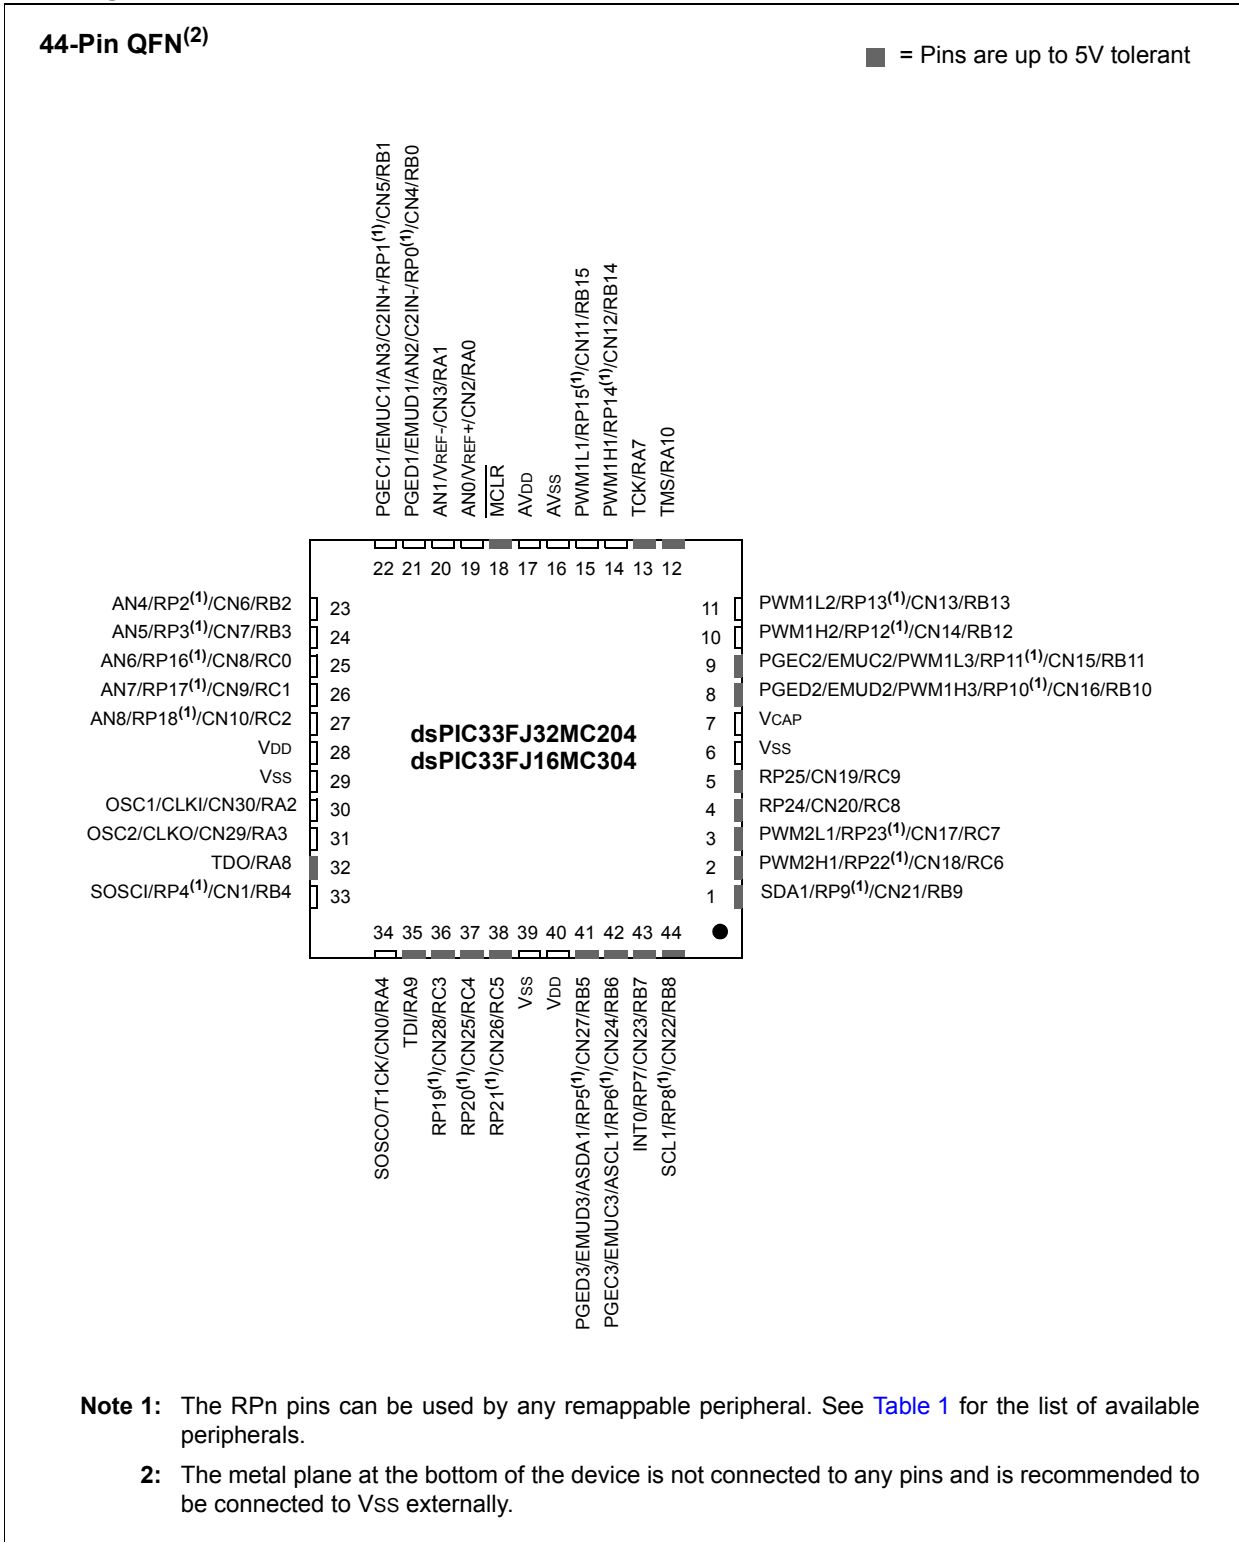 44-Pin QFN(2)
= Pins are up to 5V tolerant
PGEC1/EMUC1/AN3/C2IN+/RP1(1)/CN5/RB1
PGED1/EMUD1/AN2/C2IN-/RP0(1)/CN4/RB0
AN1/VREF-/CN3/RA1
AN0/VREF+/CN2/RA0
MCLR
AVDD
AVSS
PWM1L1/RP15(1)/CN11/RB15
PWM1H1/RP14(1)/CN12/RB14
TCK/RA7
TMS/RA10
22 21 20 19 18 17 16 15 14 13 12
AN4/RP2(1)/CN6/RB2 23
AN5/RP3(1)/CN7/RB3 24
AN6/RP16(1)/CN8/RC0 25
AN7/RP17(1)/CN9/RC1 26
AN8/RP18(1)/CN10/RC2 27
VDD 28
VSS 29
OSC1/CLKI/CN30/RA2 30
OSC2/CLKO/CN29/RA3 31
TDO/RA8 32
SOSCI/RP4(1)/CN1/RB4 33
dsPIC33FJ32MC204
dsPIC33FJ16MC304
11 PWM1L2/RP13(1)/CN13/RB13
10 PWM1H2/RP12(1)/CN14/RB12
9 PGEC2/EMUC2/PWM1L3/RP11(1)/CN15/RB11
8 PGED2/EMUD2/PWM1H3/RP10(1)/CN16/RB10
7 VCAP
6 VSS
5 RP25/CN19/RC9
4 RP24/CN20/RC8
3 PWM2L1/RP23(1)/CN17/RC7
2 PWM2H1/RP22(1)/CN18/RC6
1 SDA1/RP9(1)/CN21/RB9
34 35 36 37 38 39 40 41 42 43 44
SOSCO/T1CK/CN0/RA4
TDI/RA9
RP19(1)/CN28/RC3
RP20(1)/CN25/RC4
RP21(1)/CN26/RC5
VSS
VDD
PGED3/EMUD3/ASDA1/RP5(1)/CN27/RB5
PGEC3/EMUC3/ASCL1/RP6(1)/CN24/RB6
INT0/RP7/CN23/RB7
SCL1/RP8(1)/CN22/RB8
Note 1: The RPn pins can be used by any remappable peripheral. See Table 1 for the list of available
peripherals.
2: The metal plane at the bottom of the device is not connected to any pins and is recommended to
be connected to VSS externally.